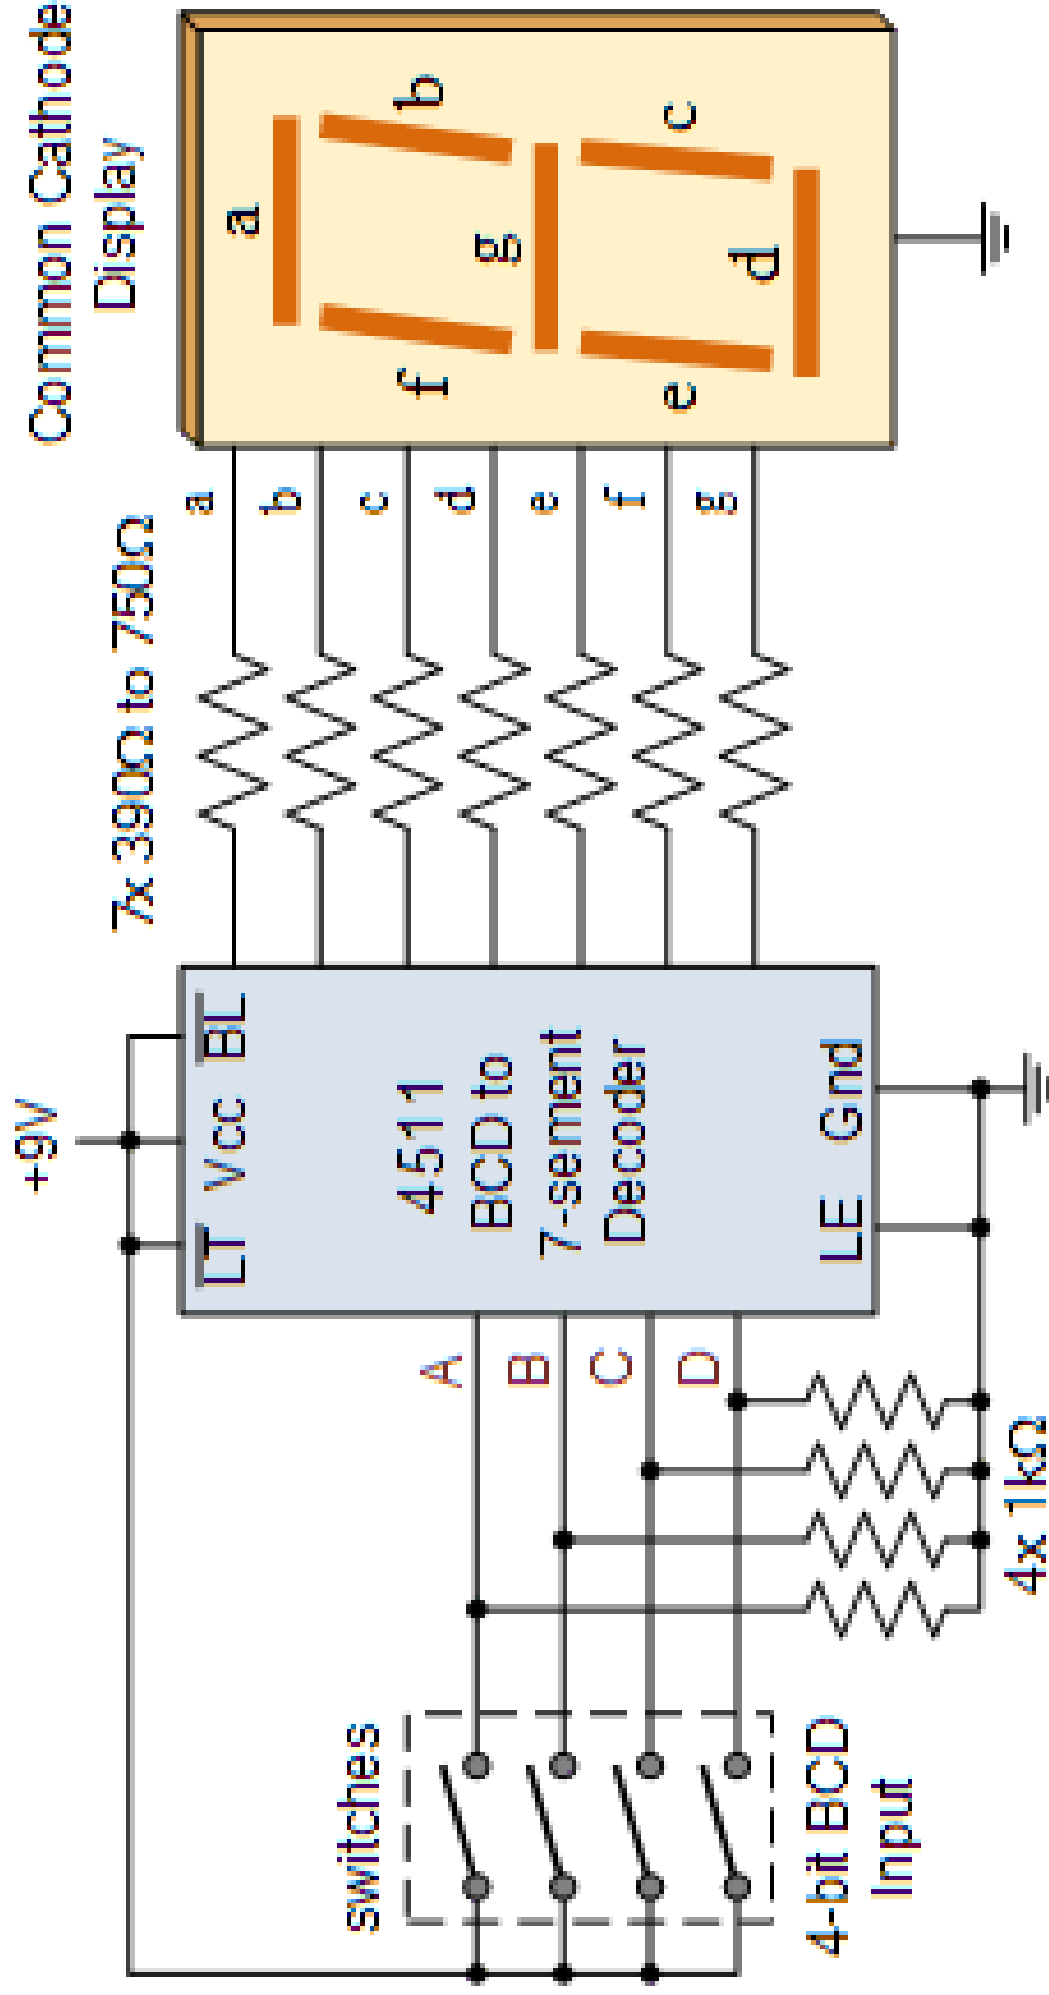 +9V
7x 390Ω to 750Ω
Common Cathode
Display
switches
4-bit BCD
Input
A
B
C
D
4x 1kΩ
LT Vcc BL
4511
BCD to
7-sement
Decoder
LE Gnd
a
b
c
d
e
f
g
a
b
f
g
c
e
d